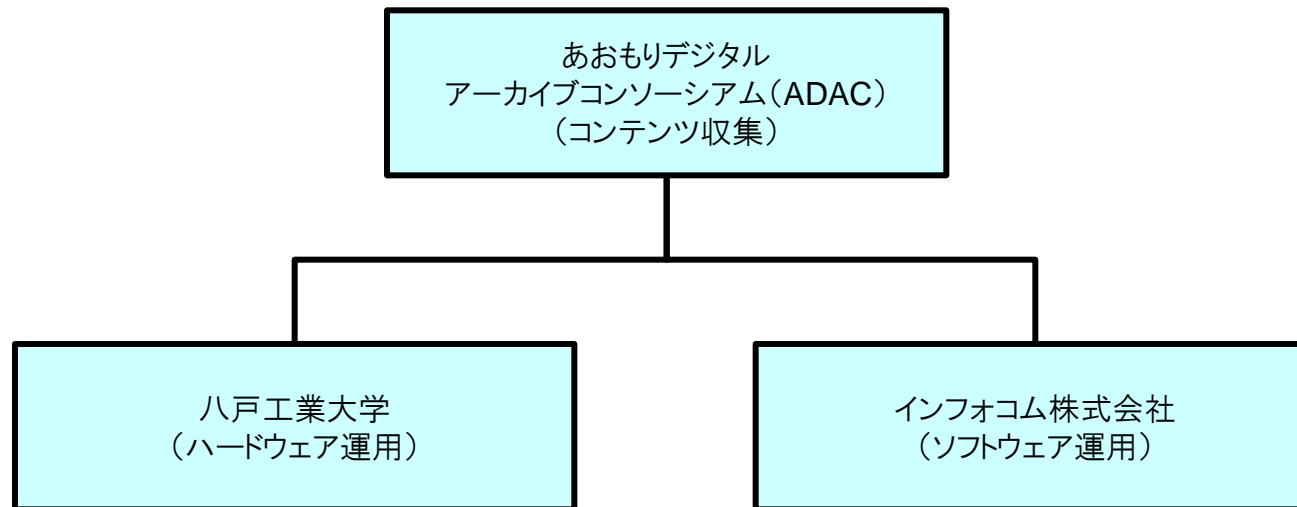 あおもりデジタル
アーカイブコンソーシアム（ADAC）
（コンテンツ収集）
八戸工業大学
（ハードウェア運用）
インフォコム株式会社
（ソフトウェア運用）